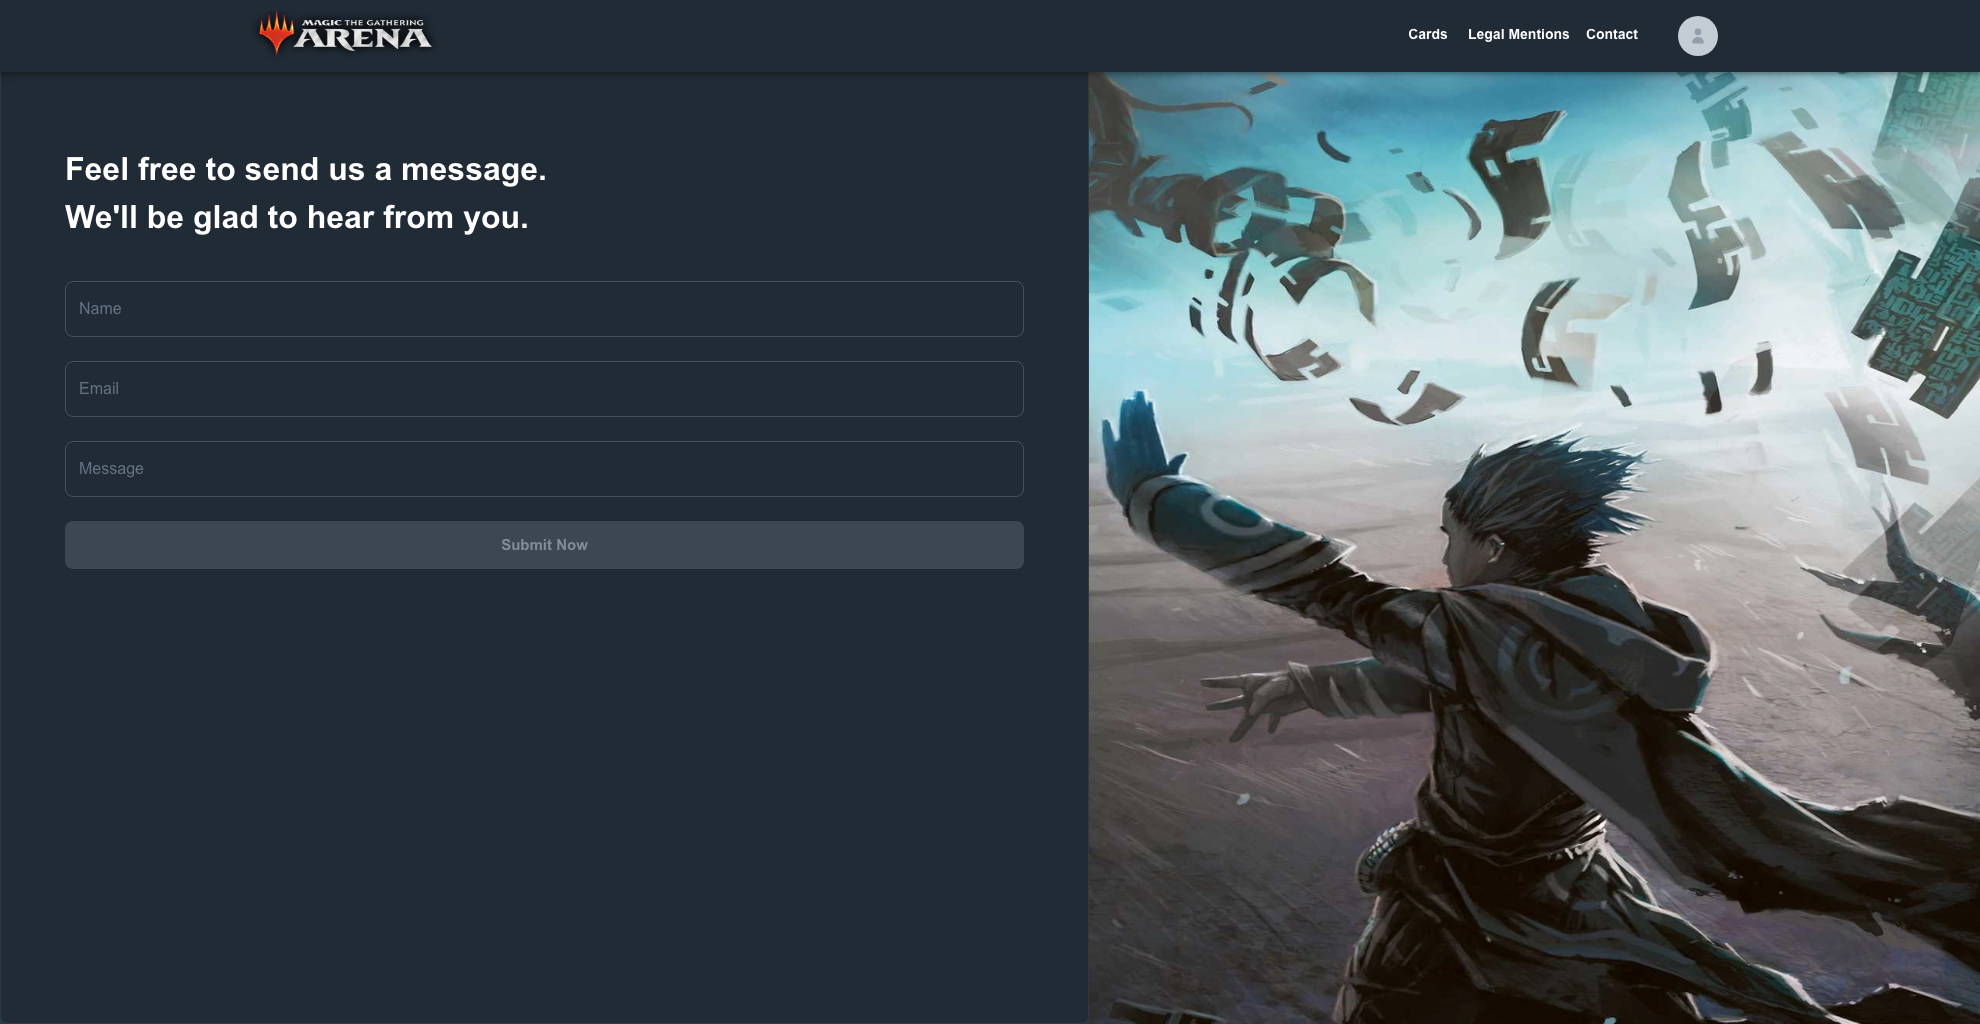 MAGIC THE GATHERING
ARENA
Cards
Legal Mentions
Contact
Feel free to send us a message.
We'll be glad to hear from you.
Name
Email
Message
Submit Now